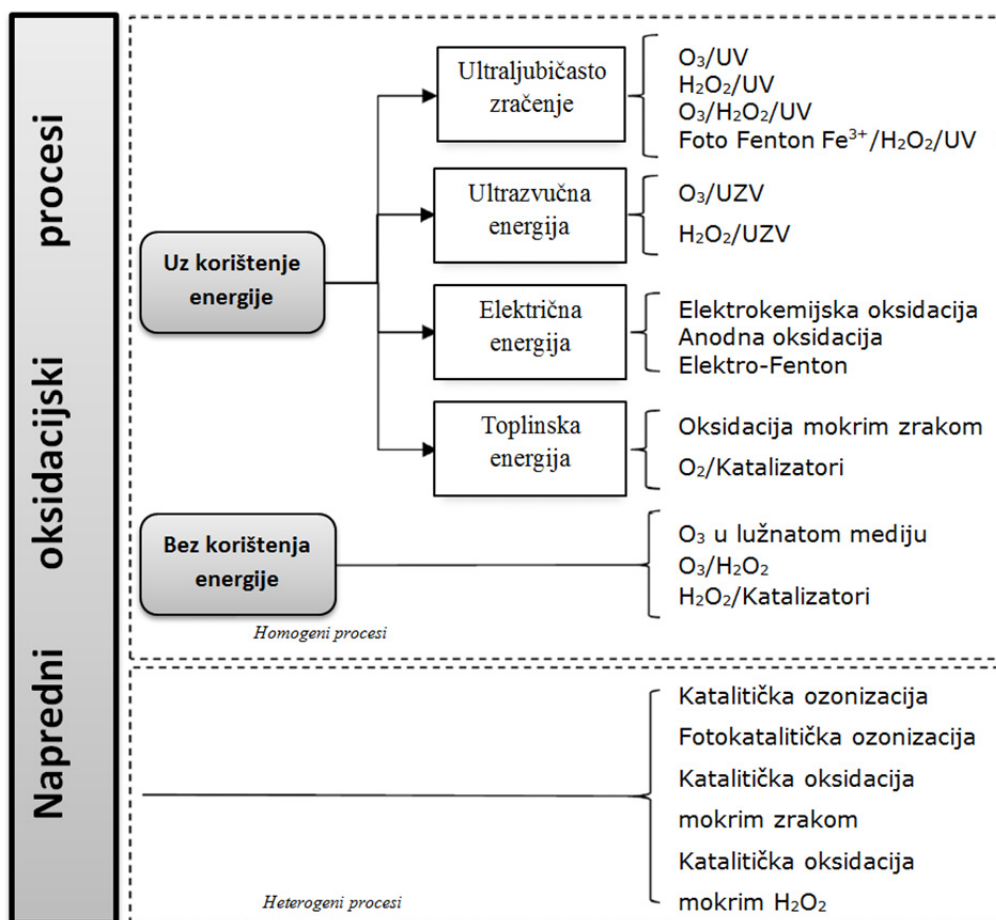 Napredni oksidacijski procesi
Uz korištenje
energije
Ultraljubičasto
zračenje
O₃/UV
H₂O₂/UV
O₃/H₂O₂/UV
Foto Fenton Fe³⁺/H₂O₂/UV
Ultrazvučna
energija
O₃/UZV
H₂O₂/UZV
Električna
energija
Elektrokemijska oksidacija
Anodna oksidacija
Elektro-Fenton
Toplinska
energija
Oksidacija mokrim zrakom
O₂/Katalizatori
Bez korištenja
energije
O₃ u lužnatom mediju
O₃/H₂O₂
H₂O₂/Katalizatori
Homogeni procesi
Katalitička ozonizacija
Fotokatalitička ozonizacija
Katalitička oksidacija
mokrim zrakom
Katalitička oksidacija
mokrim H₂O₂
Heterogeni procesi